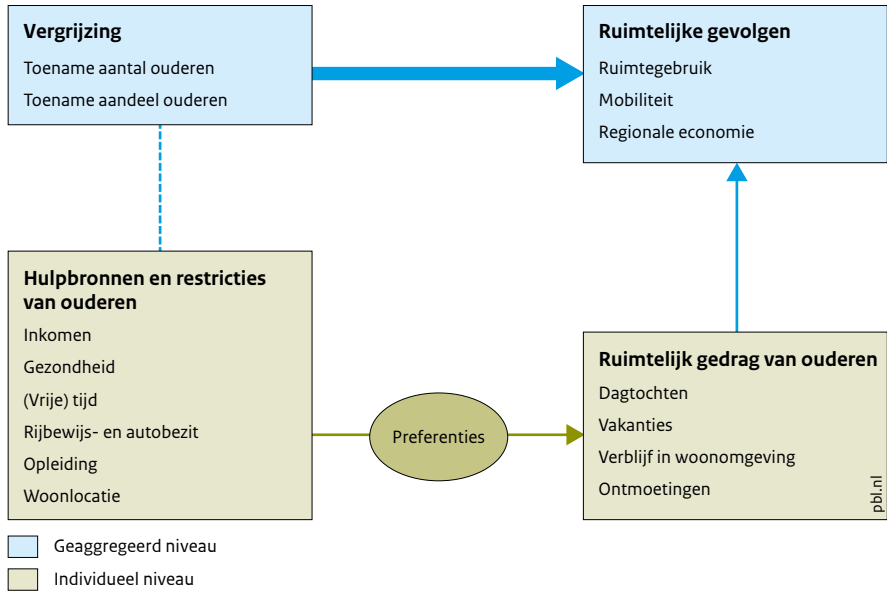 Vergrijzing
Toename aantal ouderen
Toename aandeel ouderen
Ruimtelijke gevolgen
Ruimtegebruik
Mobiliteit
Regionale economie
Hulpbronnen en restricties
van ouderen
Inkomen
Gezondheid
(Vrije) tijd
Rijbewijs- en autobezit
Opleiding
Woonlocatie
Preferenties
Ruimtelijk gedrag van ouderen
Dagtochten
Vakanties
Verblijf in woonomgeving
Ontmoetingen
pbl.nl
Geaggregeerd niveau
Individueel niveau